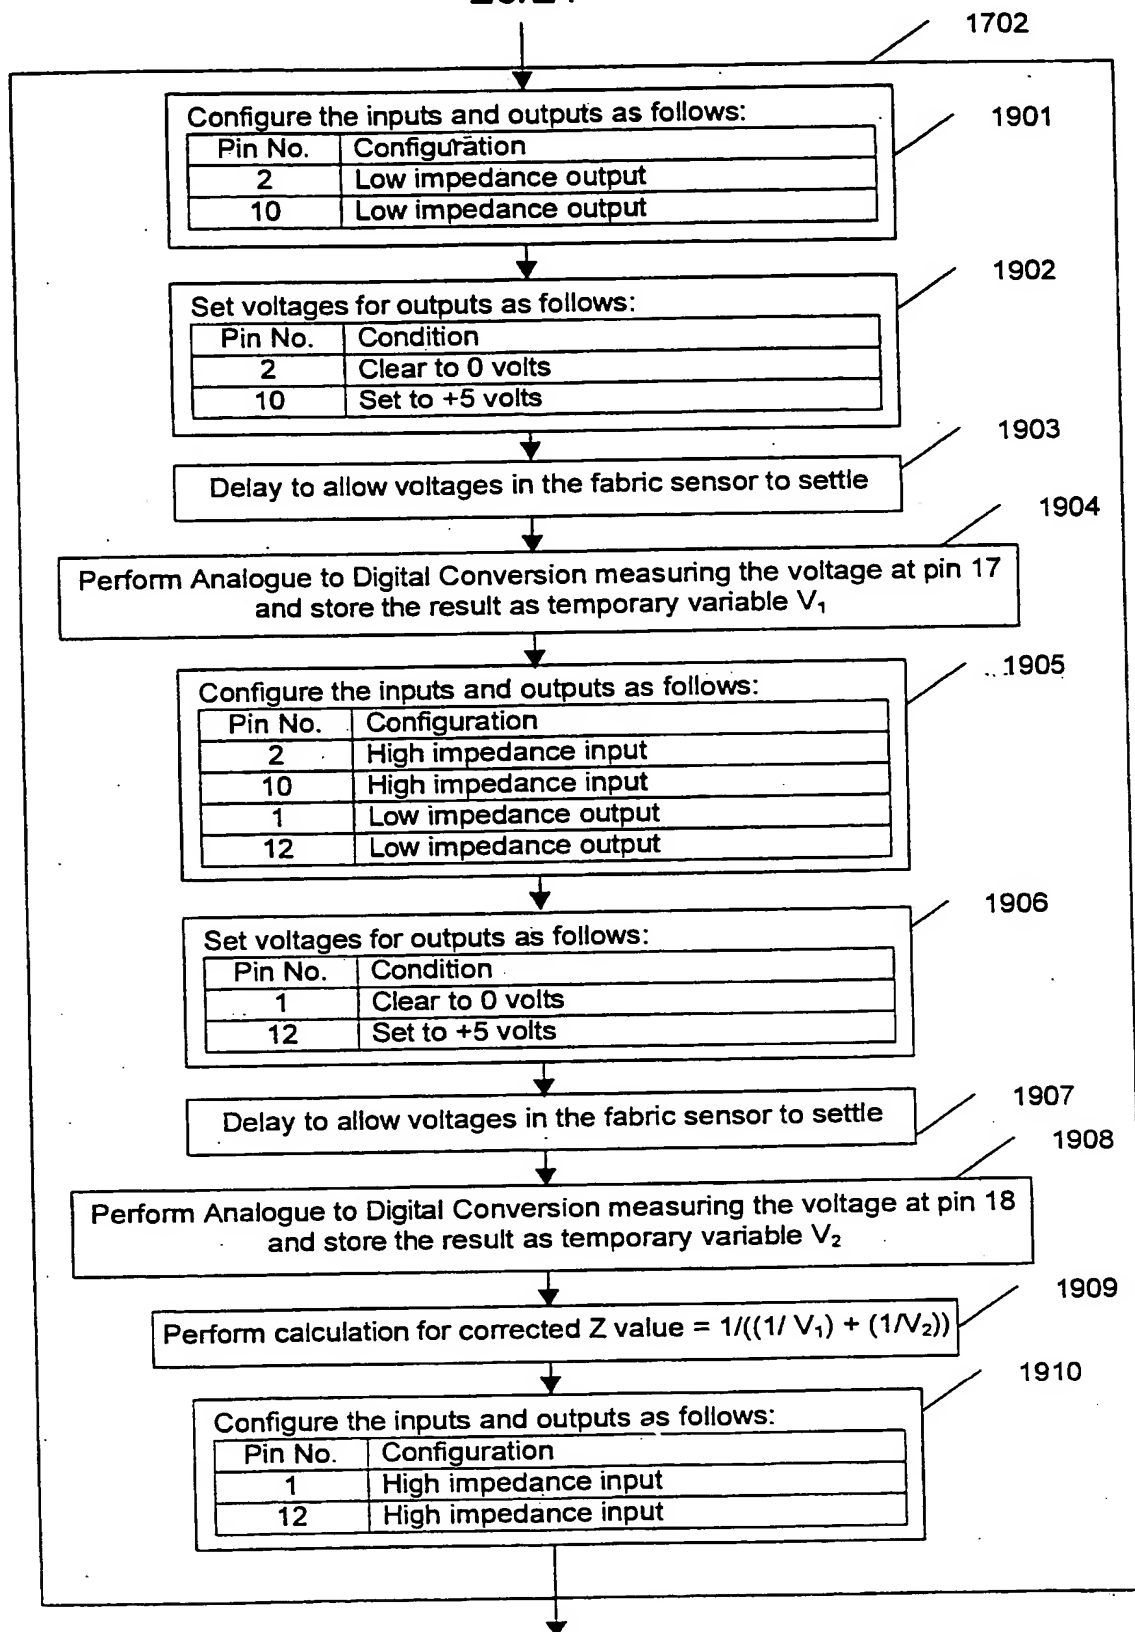 1702
Configure the inputs and outputs as follows:
1901
Pin No. Configuration
2 Low impedance output
10 Low impedance output
1902
Set voltages for outputs as follows:
Pin No. Condition
2 Clear to 0 volts
10 Set to +5 volts
1903
Delay to allow voltages in the fabric sensor to settle
1904
Perform Analogue to Digital Conversion measuring the voltage at pin 17
and store the result as temporary variable V₁
1905
Configure the inputs and outputs as follows:
Pin No. Configuration
2 High impedance input
10 High impedance input
1 Low impedance output
12 Low impedance output
1906
Set voltages for outputs as follows:
Pin No. Condition
1 Clear to 0 volts
12 Set to +5 volts
1907
Delay to allow voltages in the fabric sensor to settle
1908
Perform Analogue to Digital Conversion measuring the voltage at pin 18
and store the result as temporary variable V₂
1909
Perform calculation for corrected Z value = 1/((1/ V₁) + (1/V₂))
1910
Configure the inputs and outputs as follows:
Pin No. Configuration
1 High impedance input
12 High impedance input